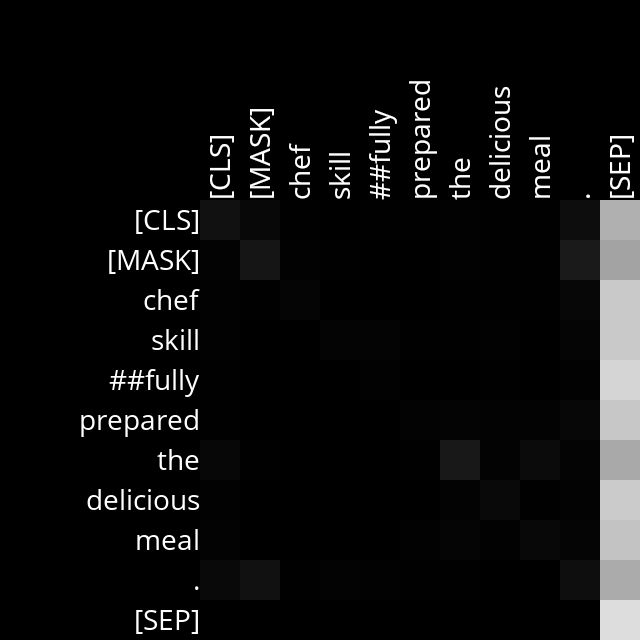 [CLS]
[MASK]
chef
skill
##fully
prepared
the
delicious
meal
.
[SEP]
[CLS]
[MASK]
chef
skill
##fully
prepared
the
delicious
meal
.
[SEP]